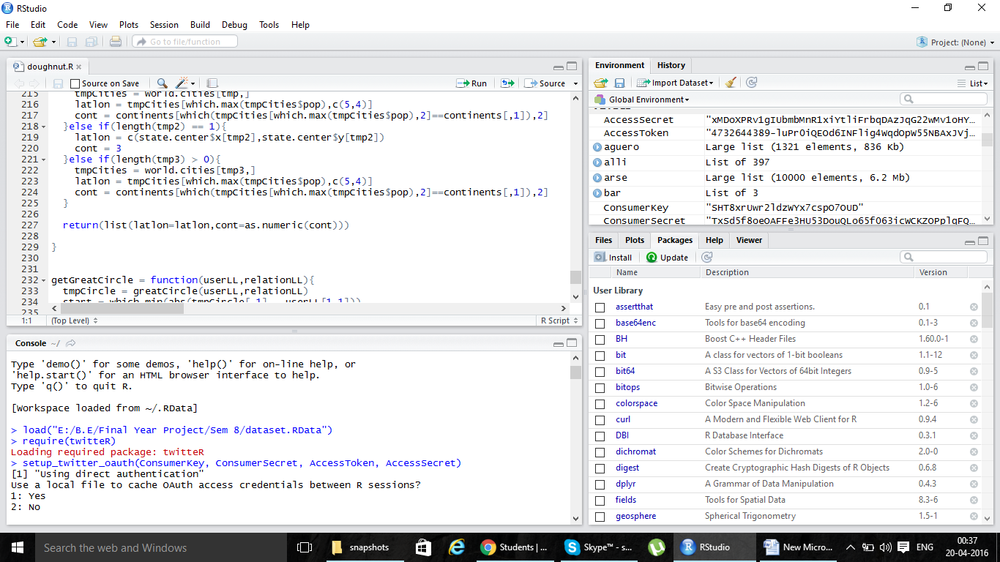 RStudio
File Edit Code View Plots Session Build Debug Tools Help
Go to file/function
Project: (None)
doughnut.R
Source on Save
Run
Source
215 tmpCities = world.cities[tmp,]
216 latlon = tmpCities[which.max(tmpCities$pop),c(5,4)]
217 cont = continents[which(tmpCities[which.max(tmpCities$pop),2]==continents[,1]),2]
218 }else if(length(tmp2) == 1){
219 latlon = c(state.center$x[tmp2],state.center$y[tmp2])
220 cont = 3
221 }else if(length(tmp3) > 0){
222 tmpCities = world.cities[tmp3,]
223 latlon = tmpCities[which.max(tmpCities$pop),c(5,4)]
224 cont = continents[which(tmpCities[which.max(tmpCities$pop),2]==continents[,1]),2]
225 }
226
227 return(list(latlon=latlon,cont=as.numeric(cont)))
228
229 }
230
231
232 getGreatCircle = function(userLL,relationLL){
233 tmpCircle = greatCircle(userLL,relationLL)
234 start = which.min(abs(tmpCircle[
235
1:1 (Top Level) R Script
Console ~/
Type 'demo()' for some demos, 'help()' for on-line help, or
'help.start()' for an HTML browser interface to help.
Type 'q()' to quit R.
[Workspace loaded from ~/.RData]
> load("E:/B.E/Final Year Project/Sem 8/dataset.RData")
> require(twitteR)
Loading required package: twitteR
> setup_twitter_oauth(ConsumerKey, ConsumerSecret, AccessToken, AccessSecret)
[1] "Using direct authentication"
Use a local file to cache OAuth access credentials between R sessions?
1: Yes
2: No
Environment History
Import Dataset
List
Global Environment
AccessSecret
AccessToken
aguero Large list (1321 elements, 836 Kb)
alli List of 397
arse Large list (10000 elements, 6.2 Mb)
bar List of 3
ConsumerKey
ConsumerSecret
Files Plots Packages Help Viewer
Install Update
Name Description Version
User Library
assertthat Easy pre and post assertions. 0.1
base64enc Tools for base64 encoding 0.1-3
BH Boost C++ Header Files 1.60.0-1
bit A class for vectors of 1-bit booleans 1.1-12
bit64 A S3 Class for Vectors of 64bit Integers 0.9-5
bitops Bitwise Operations 1.0-6
colorspace Color Space Manipulation 1.2-6
curl A Modern and Flexible Web Client for R 0.9.4
DBI R Database Interface 0.3.1
dichromat Color Schemes for Dichromats 2.0-0
digest Create Cryptographic Hash Digests of R Objects 0.6.8
dplyr A Grammar of Data Manipulation 0.4.3
fields Tools for Spatial Data 8.3-6
geosphere Spherical Trigonometry 1.5-1
Search the web and Windows
snapshots
Students | ...
Skype™ - s...
RStudio
New Micro...
ENG
00:37
20-04-2016